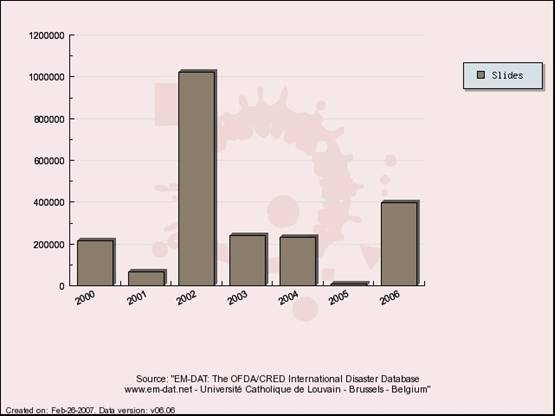 1200000
1000000
800000
600000
400000
200000
0
2000 2001 2002 2003 2004 2005 2006
Slides
Source: "EM-DAT: The OFDA/CRED International Disaster Database
www.em-dat.net - Université Catholique de Louvain - Brussels - Belgium"
Created on: Feb-26-2007. Data version: v06.06